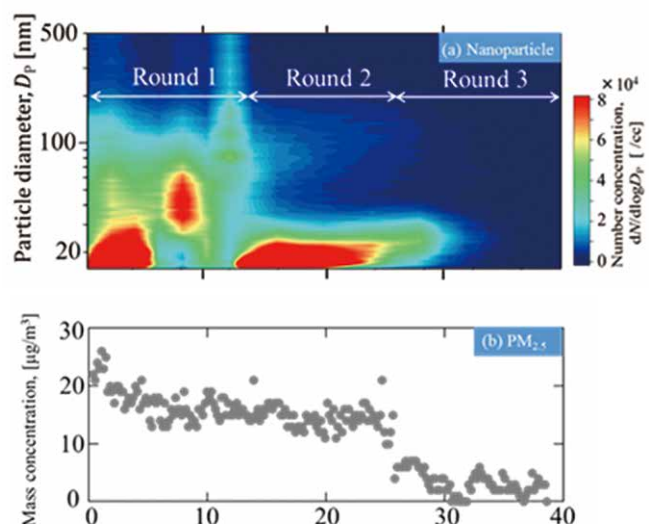 500
(a) Nanoparticle
Round 1
Round 2
Round 3
100
20
Particle diameter, Dₚ [nm]
×10⁴
8
6
4
2
0
Number concentration,
dN/dlogDₚ [/cc]
30
(b) PM₂.₅
20
10
0
Mass concentration, [μg/m³]
0
10
20
30
40